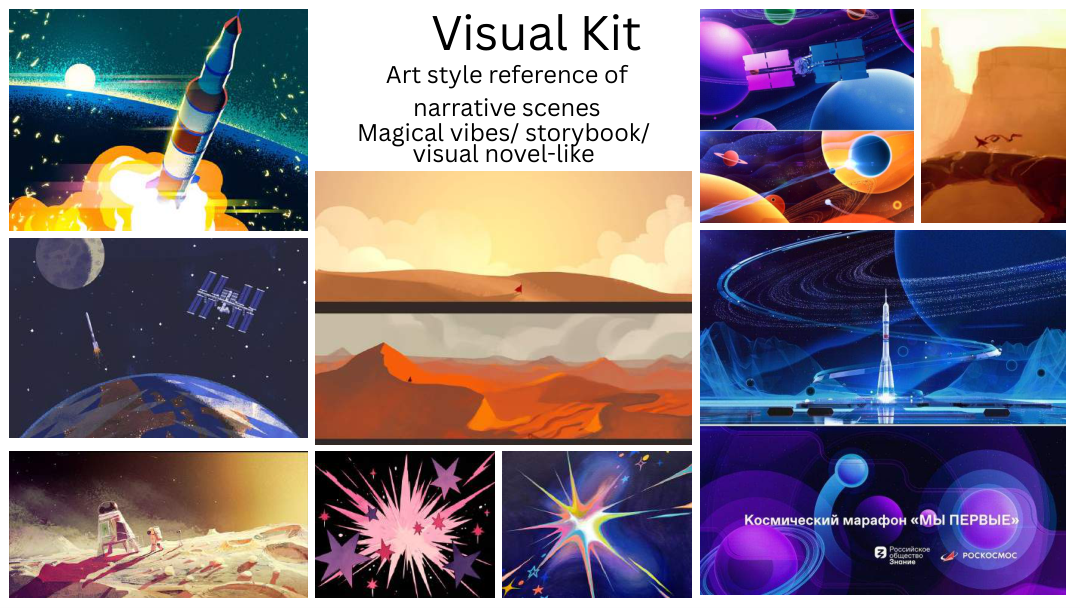 Visual Kit
Art style reference of
narrative scenes
Magical vibes/ storybook/
visual novel-like
Космический марафон «МЫ ПЕРВЫЕ»
Российское
общество
Знание
РОСКОСМОС